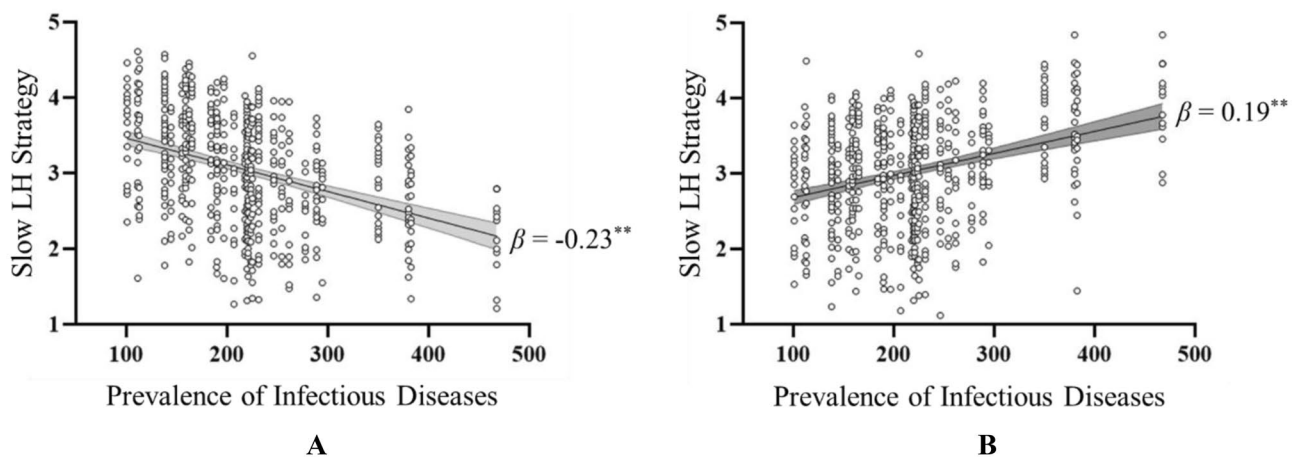 5
4
3
2
1
Slow LH Strategy
β = -0.23**
100 200 300 400 500
Prevalence of Infectious Diseases
A
5
4
3
2
1
Slow LH Strategy
β = 0.19**
100 200 300 400 500
Prevalence of Infectious Diseases
B